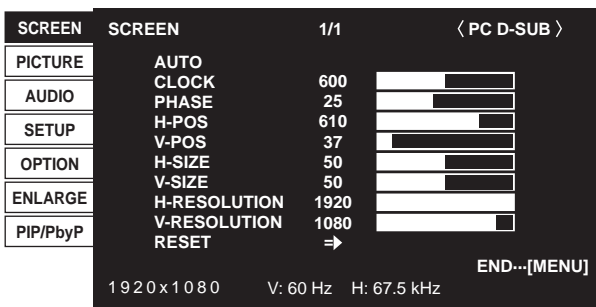 SCREEN
PICTURE
AUDIO
SETUP
OPTION
ENLARGE
PIP/PbyP
SCREEN 1/1 〈 PC D-SUB 〉
AUTO
CLOCK 600
PHASE 25
H-POS 610
V-POS 37
H-SIZE 50
V-SIZE 50
H-RESOLUTION 1920
V-RESOLUTION 1080
RESET ⇒
END···[MENU]
1920x1080 V: 60 Hz H: 67.5 kHz